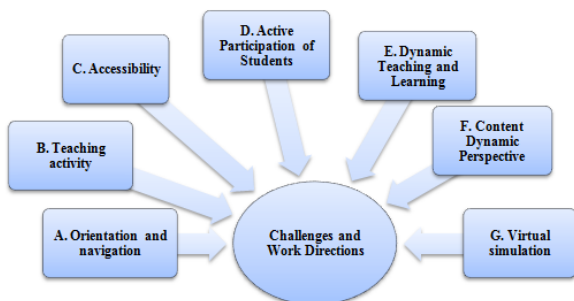 A. Orientation and
navigation
B. Teaching
activity
C. Accessibility
D. Active
Participation of
Students
E. Dynamic
Teaching and
Learning
F. Content
Dynamic
Perspective
G. Virtual
simulation
Challenges and
Work Directions